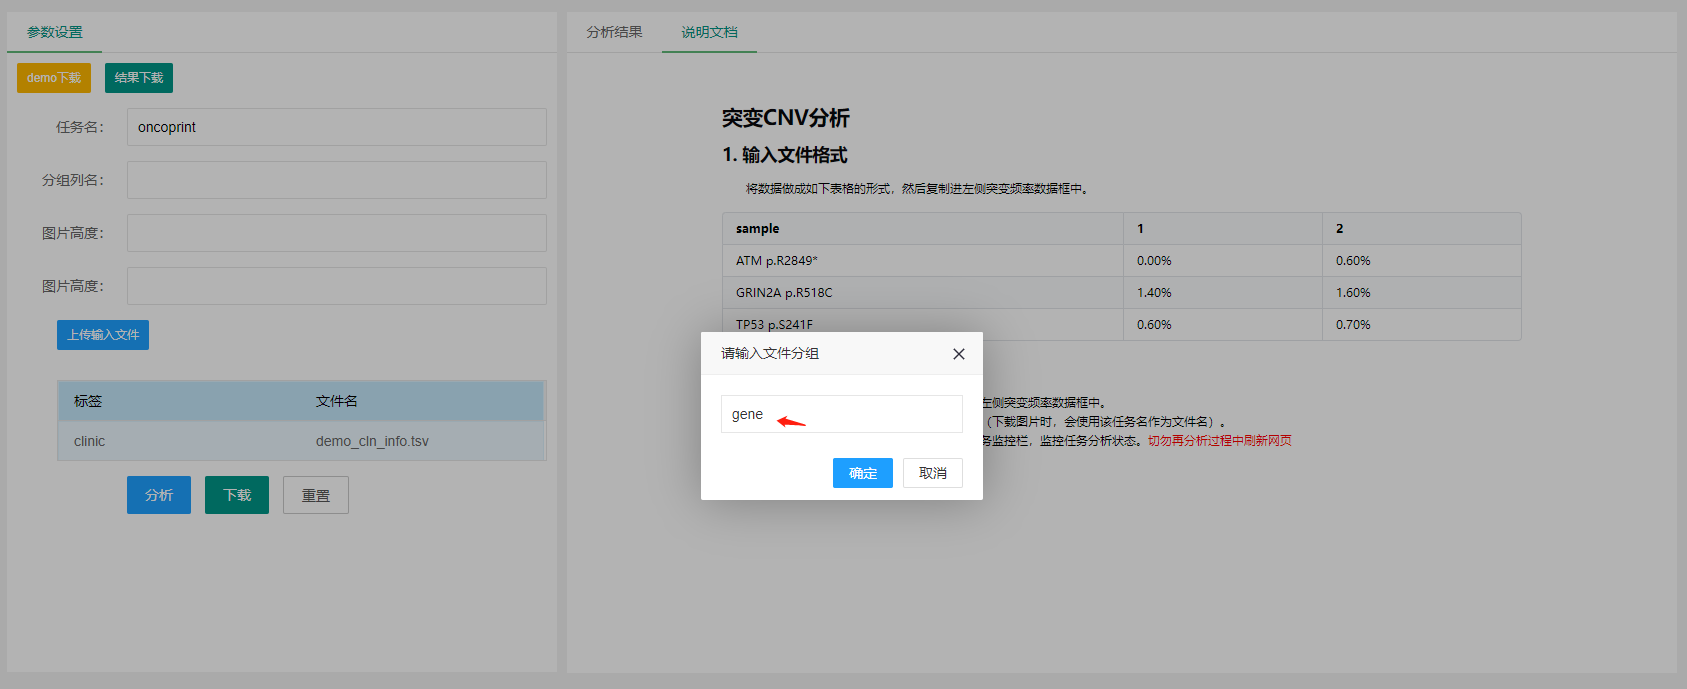 参数设置
demo下载 结果下载
任务名： oncoprint
分组列名：
图片高度：
图片高度：
上传输入文件
标签 文件名
clinic demo_cln_info.tsv
分析 下载 重置
分析结果 说明文档
突变CNV分析
1. 输入文件格式
将数据做成如下表格的形式，然后复制进左侧突变频率数据框中。
sample 1 2
ATM p.R2849* 0.00% 0.60%
GRIN2A p.R518C 1.40% 1.60%
TP53 p.S241F 0.60% 0.70%
左侧突变频率数据框中。
（下载图片时，会使用该任务名作为文件名）。
务监控栏，监控任务分析状态。切勿再分析过程中刷新网页
请输入文件分组
gene
确定 取消